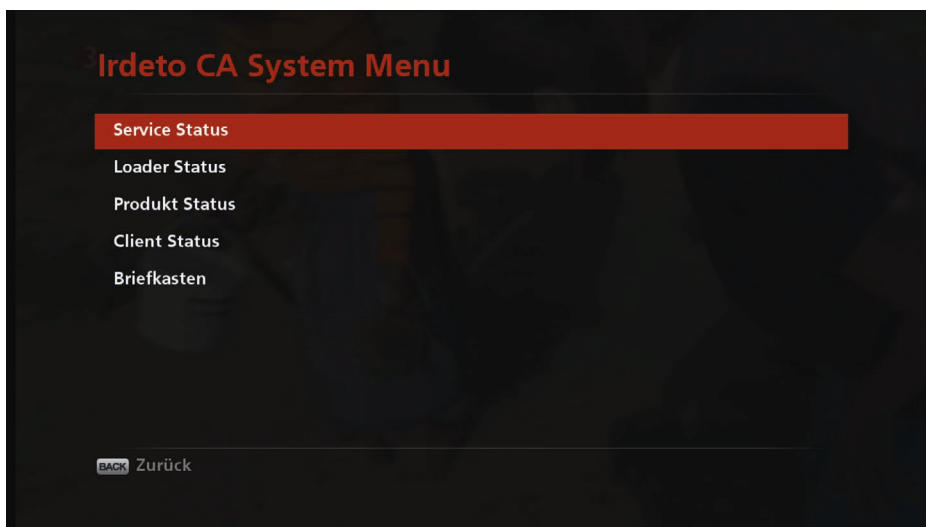 Irdeto CA System Menu
Service Status
Loader Status
Produkt Status
Client Status
Briefkasten
BACK Zurück